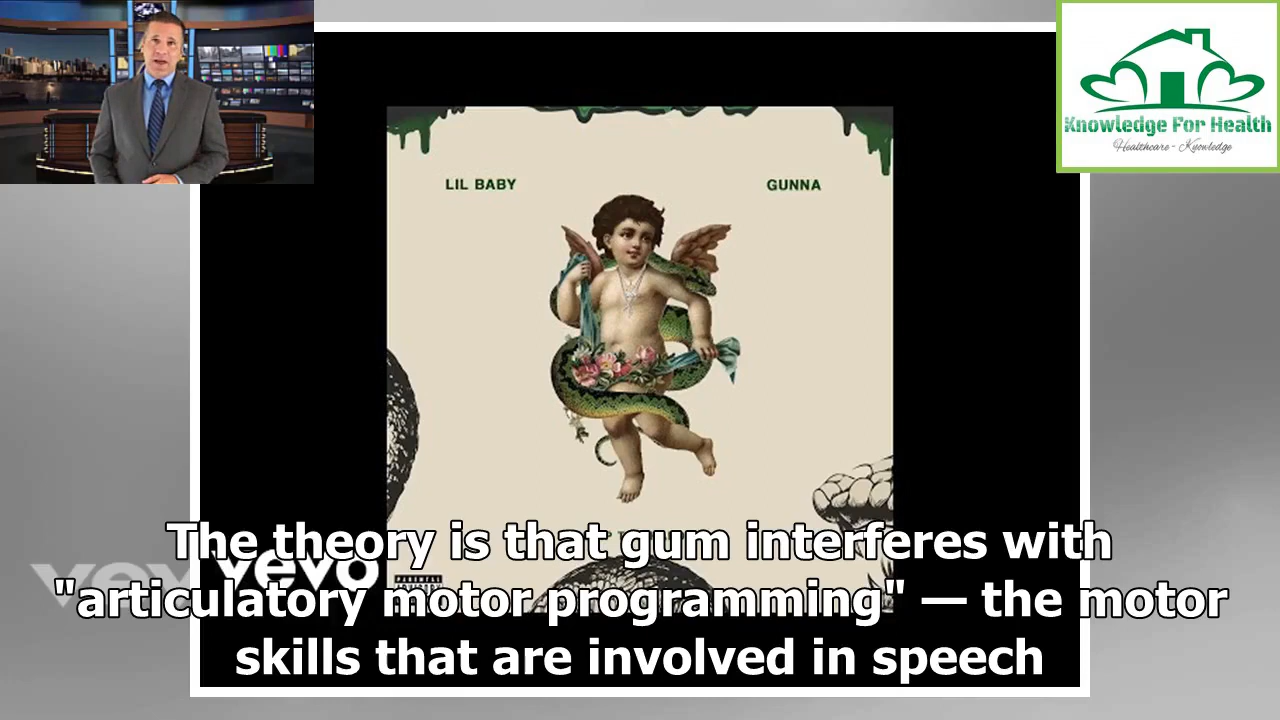 Knowledge For Health
Healthcare - Knowledge
LIL BABY
GUNNA
The theory is that gum interferes with
vevo
"articulatory motor programming" — the motor
PARENTAL
skills that are involved in speech